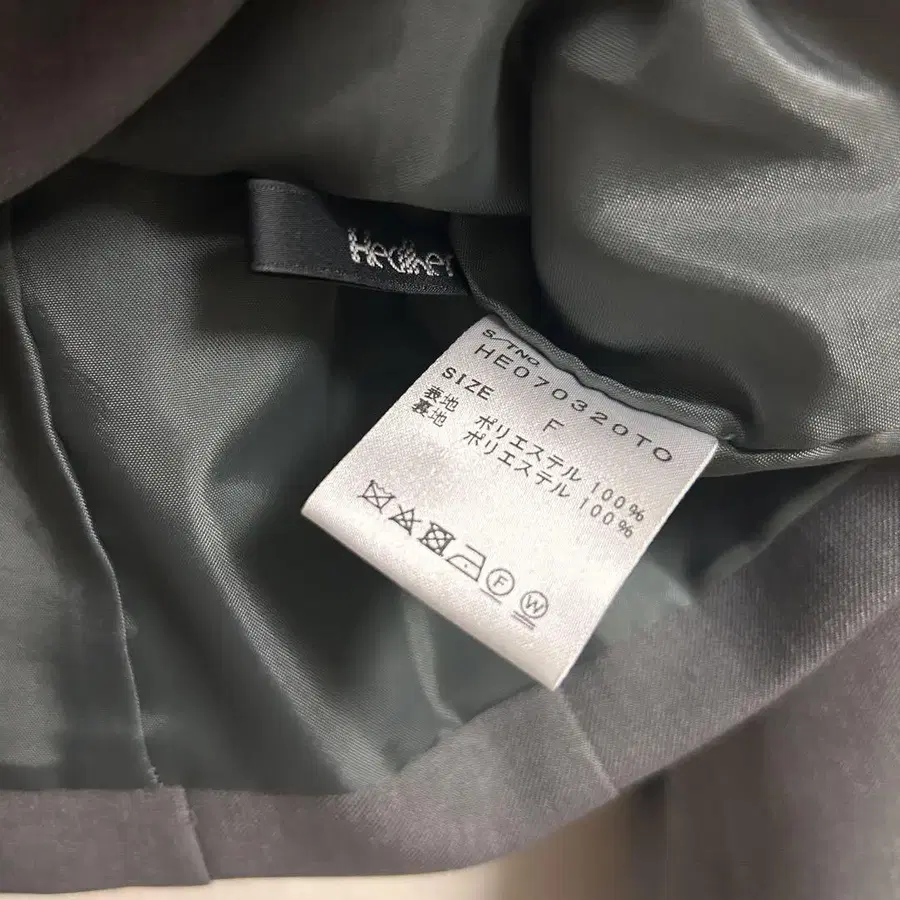 Heather
S/TNO
HE070320TO
SIZE F
表地 ポリエステル 100%
裏地 ポリエステル 100%
F W